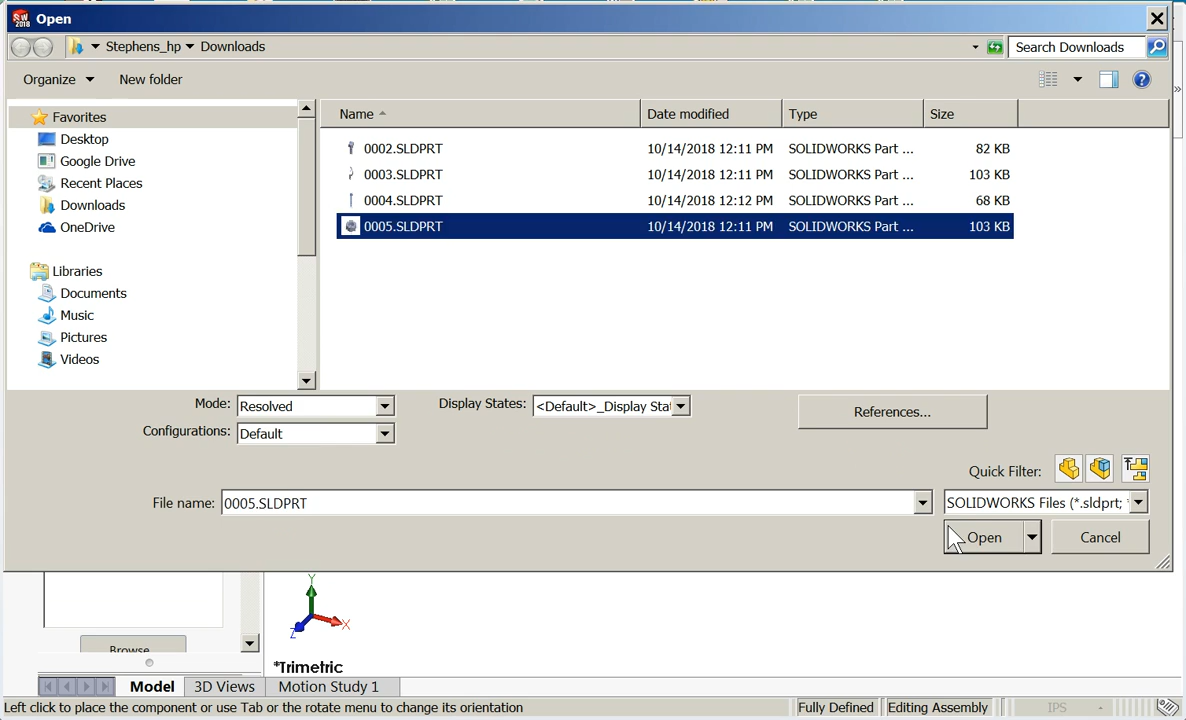 SW 2018 Open
Stephens_hp Downloads Search Downloads
Organize New folder
Favorites
Desktop
Google Drive
Recent Places
Downloads
OneDrive
Libraries
Documents
Music
Pictures
Videos
Name Date modified Type Size
0002.SLDPRT 10/14/2018 12:11 PM SOLIDWORKS Part ... 82 KB
0003.SLDPRT 10/14/2018 12:11 PM SOLIDWORKS Part ... 103 KB
0004.SLDPRT 10/14/2018 12:12 PM SOLIDWORKS Part ... 68 KB
0005.SLDPRT 10/14/2018 12:11 PM SOLIDWORKS Part ... 103 KB
Mode: Resolved Display States: <Default>_Display Stat References...
Configurations: Default
Quick Filter:
File name: 0005.SLDPRT SOLIDWORKS Files (*.sldprt;
Open Cancel
Y
X
Z
Browse...
*Trimetric
Model 3D Views Motion Study 1
Left click to place the component or use Tab or the rotate menu to change its orientation Fully Defined Editing Assembly IPS